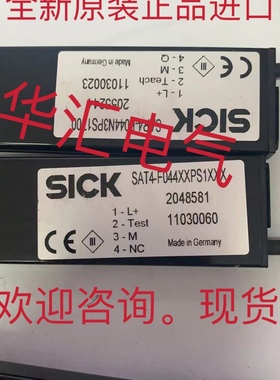 全新原装正品进口
华汇电气
Made in Germany
4 - Q
3 - M
2 - Teach
1 - L+
11030023
SICK
SICK
SAT4-F044XXPS1XXX
2048581
11030060
1 - L+
2 - Test
3 - M
4 - NC
Made in Germany
欢迎咨询。现货